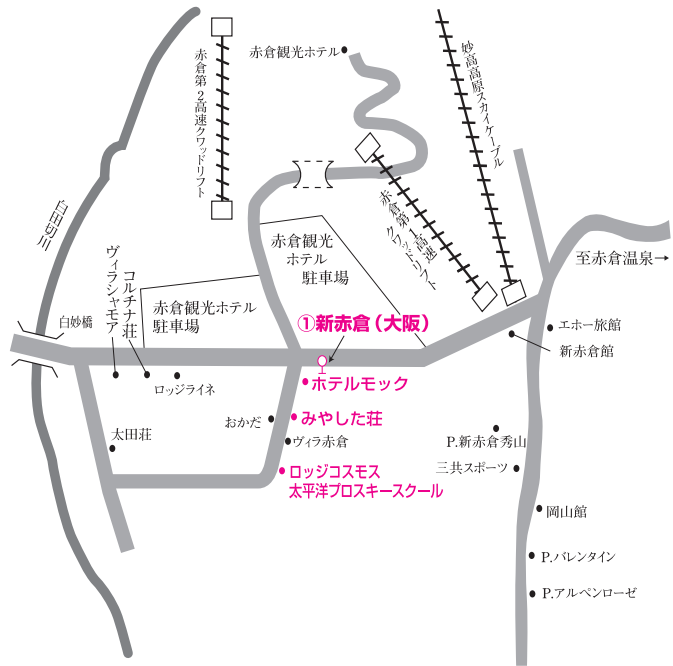 赤倉観光ホテル
赤倉第2高速クワッドリフト
妙高高原スカイケーブル
赤倉第1高速
クワッドリフト
白田切川
赤倉観光
ホテル
駐車場
至赤倉温泉→
ヴィラシャモア
コルチナ荘
赤倉観光ホテル
駐車場
白妙橋
①新赤倉(大阪)
エホー旅館
新赤倉館
ロッジライネ
ホテルモック
おかだ
みやした荘
太田荘
ヴィラ赤倉
P.新赤倉秀山
三共スポーツ
ロッジコスモス
太平洋プロスキースクール
岡山館
P.バレンタイン
P.アルペンローゼ